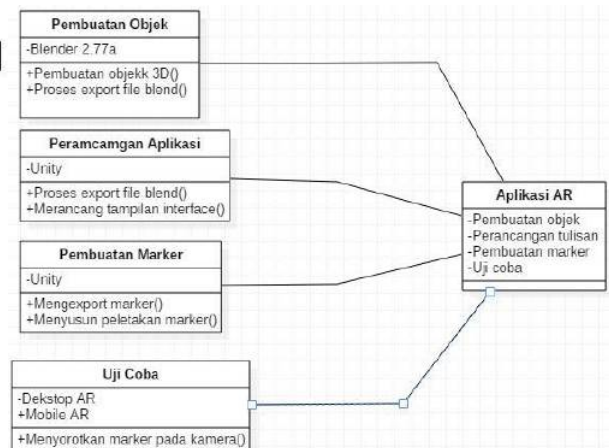 Pembuatan Objek
-Blender 2.77a
+Pembuatan objekk 3D()
+Proses export file blend()
Peramcamgan Aplikasi
-Unity
+Proses export file blend()
+Merancang tampilan interface()
Pembuatan Marker
-Unity
+Mengexport marker()
+Menyusun peletakan marker()
Uji Coba
-Dekstop AR
+Mobile AR
+Menyorotkan marker pada kamera()
Aplikasi AR
-Pembuatan objek
-Perancangan tulisan
-Pembuatan marker
-Uji coba